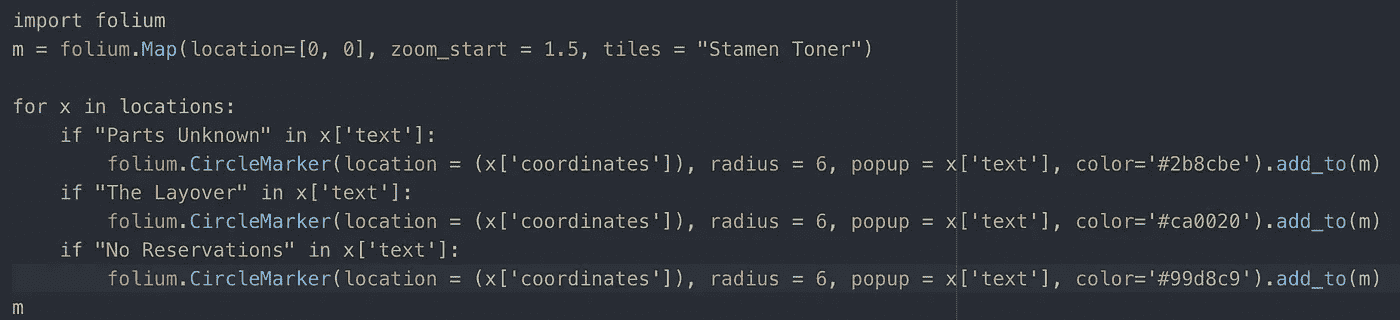 import folium
m = folium.Map(location=[0, 0], zoom_start = 1.5, tiles = "Stamen Toner")

for x in locations:
    if "Parts Unknown" in x['text']:
        folium.CircleMarker(location = (x['coordinates']), radius = 6, popup = x['text'], color='#2b8cbe').add_to(m)
    if "The Layover" in x['text']:
        folium.CircleMarker(location = (x['coordinates']), radius = 6, popup = x['text'], color='#ca0020').add_to(m)
    if "No Reservations" in x['text']:
        folium.CircleMarker(location = (x['coordinates']), radius = 6, popup = x['text'], color='#99d8c9').add_to(m)
m